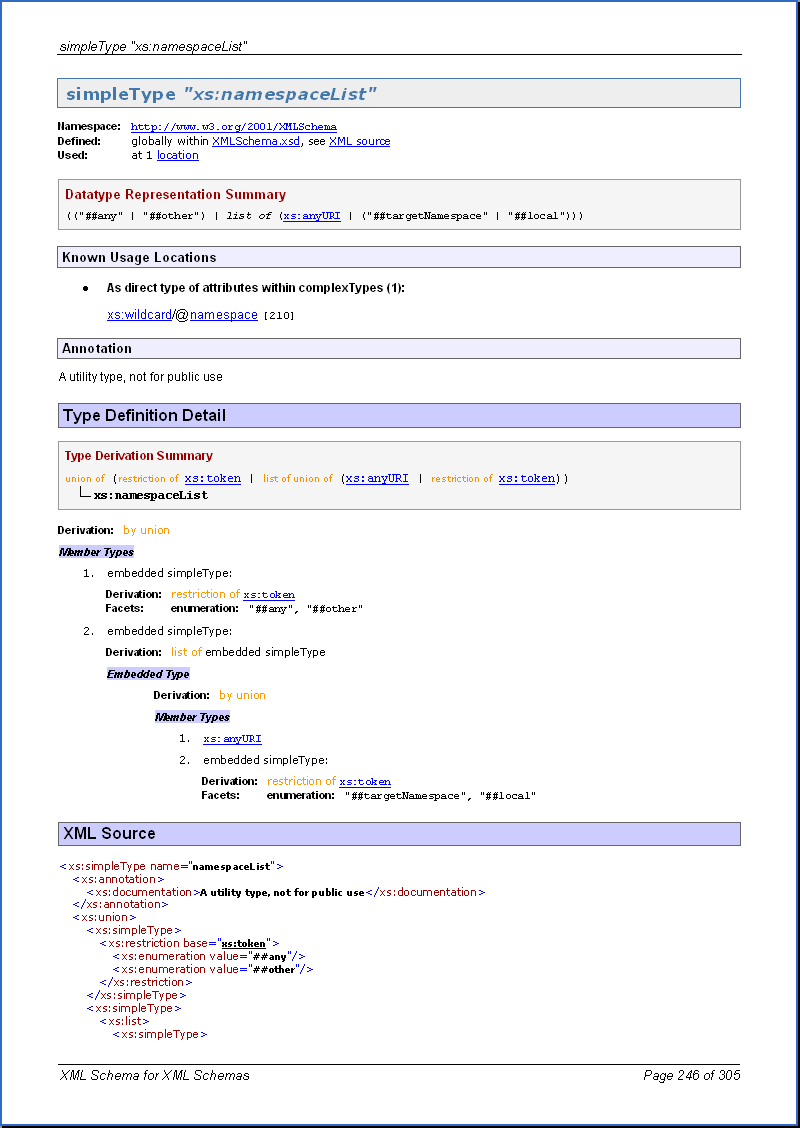 simpleType "xs:namespaceList"
simpleType "xs:namespaceList"
Namespace: http://www.w3.org/2001/XMLSchema
Defined: globally within XMLSchema.xsd, see XML source
Used: at 1 location
Datatype Representation Summary
(("##any" | "##other") | list of (xs:anyURI | ("##targetNamespace" | "##local")))
Known Usage Locations
• As direct type of attributes within complexTypes (1):
xs:wildcard/@namespace [210]
Annotation
A utility type, not for public use
Type Definition Detail
Type Derivation Summary
union of (restriction of xs:token | list of union of (xs:anyURI | restriction of xs:token))
xs:namespaceList
Derivation: by union
Member Types
1. embedded simpleType:
Derivation: restriction of xs:token
Facets: enumeration: "##any", "##other"
2. embedded simpleType:
Derivation: list of embedded simpleType
Embedded Type
Derivation: by union
Member Types
1. xs:anyURI
2. embedded simpleType:
Derivation: restriction of xs:token
Facets: enumeration: "##targetNamespace", "##local"
XML Source
<xs:simpleType name="namespaceList">
<xs:annotation>
<xs:documentation>A utility type, not for public use</xs:documentation>
</xs:annotation>
<xs:union>
<xs:simpleType>
<xs:restriction base="xs:token">
<xs:enumeration value="##any"/>
<xs:enumeration value="##other"/>
</xs:restriction>
</xs:simpleType>
<xs:simpleType>
<xs:list>
<xs:simpleType>
XML Schema for XML Schemas Page 246 of 305